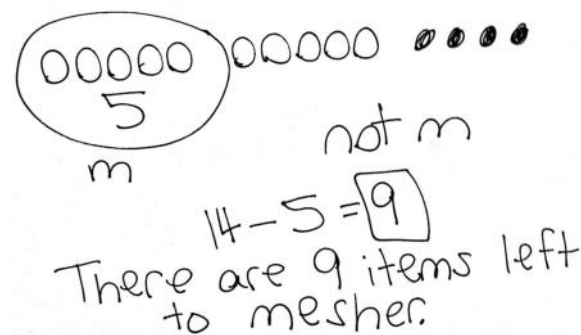 5
m
not m
14-5=9
There are 9 items left
to mesher.